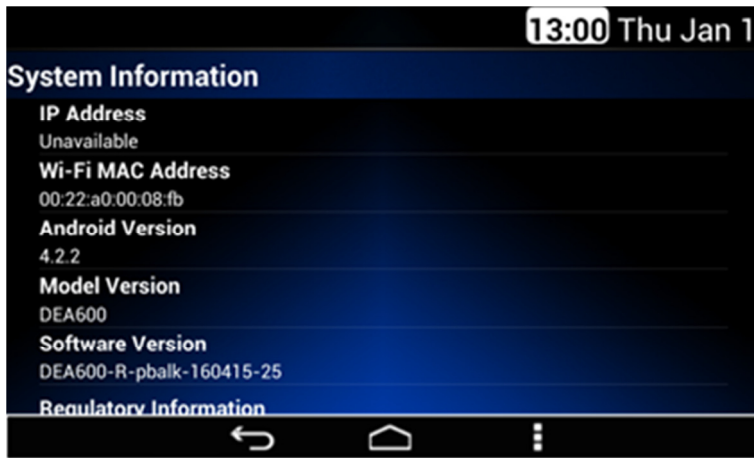 13:00 Thu Jan 1
System Information
IP Address
Unavailable
Wi-Fi MAC Address
00:22:a0:00:08:fb
Android Version
4.2.2
Model Version
DEA600
Software Version
DEA600-R-pbalk-160415-25
Regulatory Information